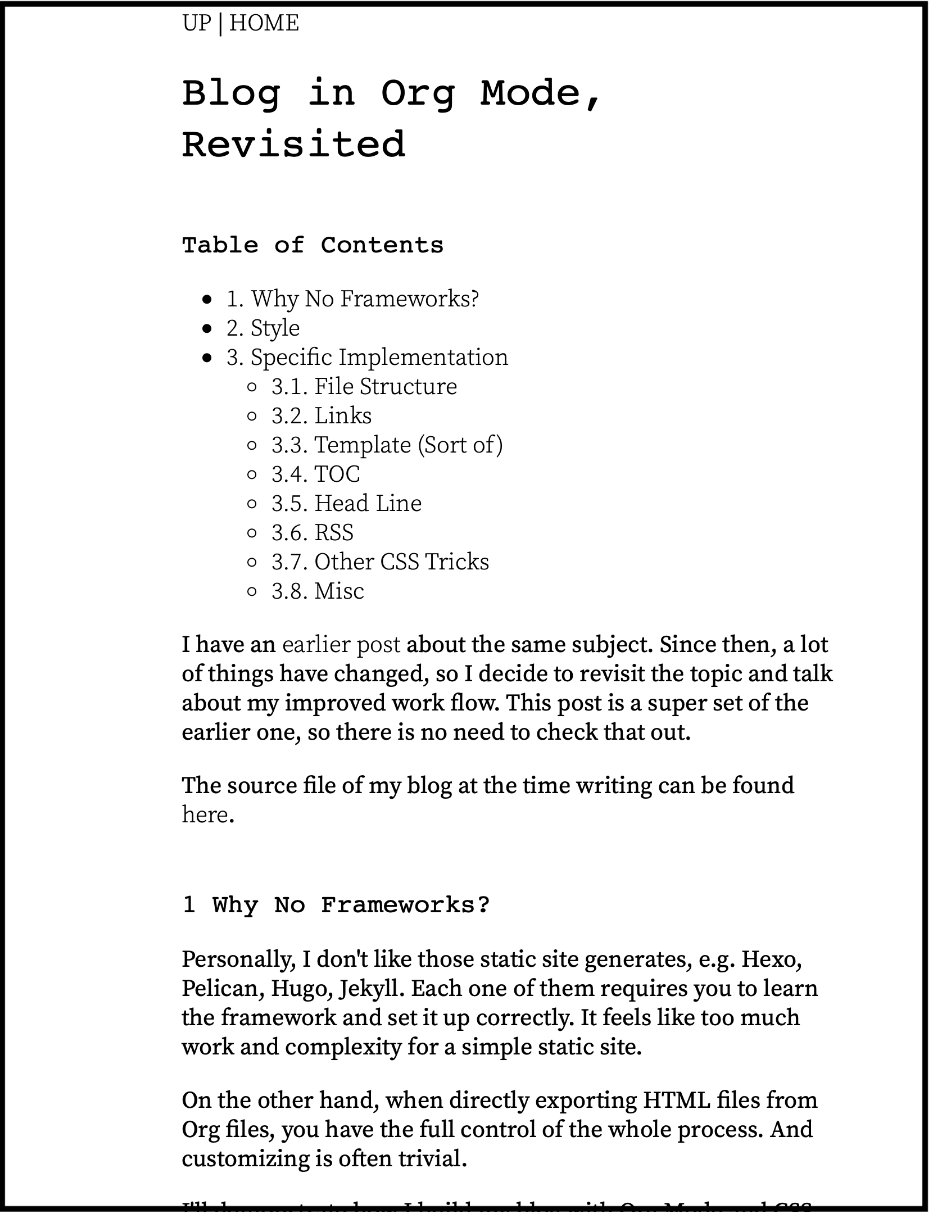 UP | HOME
Blog in Org Mode,
Revisited
Table of Contents
• 1. Why No Frameworks?
• 2. Style
• 3. Specific Implementation
◦ 3.1. File Structure
◦ 3.2. Links
◦ 3.3. Template (Sort of)
◦ 3.4. TOC
◦ 3.5. Head Line
◦ 3.6. RSS
◦ 3.7. Other CSS Tricks
◦ 3.8. Misc
I have an earlier post about the same subject. Since then, a lot
of things have changed, so I decide to revisit the topic and talk
about my improved work flow. This post is a super set of the
earlier one, so there is no need to check that out.
The source file of my blog at the time writing can be found
here.
1 Why No Frameworks?
Personally, I don't like those static site generates, e.g. Hexo,
Pelican, Hugo, Jekyll. Each one of them requires you to learn
the framework and set it up correctly. It feels like too much
work and complexity for a simple static site.
On the other hand, when directly exporting HTML files from
Org files, you have the full control of the whole process. And
customizing is often trivial.